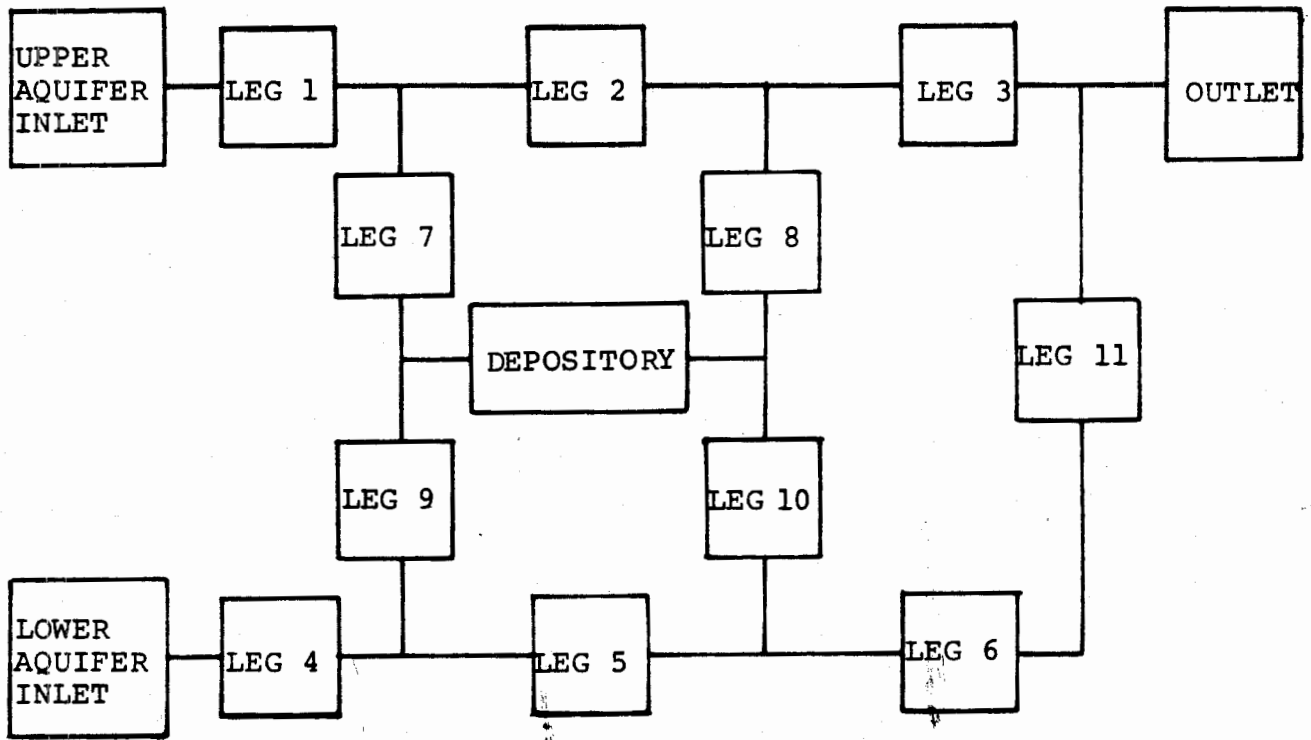 UPPER
AQUIFER
INLET
LEG 1
LEG 2
LEG 3
OUTLET
LEG 7
LEG 8
DEPOSITORY
LEG 11
LEG 9
LEG 10
LOWER
AQUIFER
INLET
LEG 4
LEG 5
LEG 6